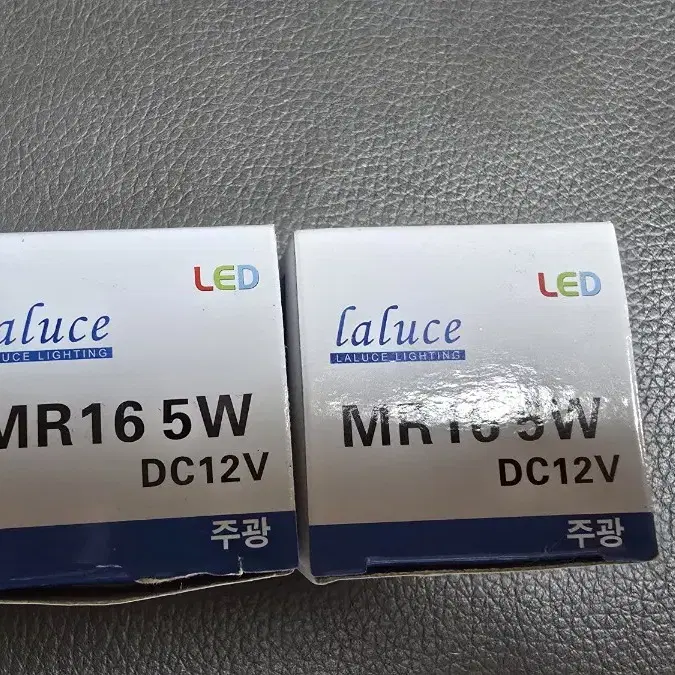 LED
laluce
LALUCE LIGHTING
MR16 5W
DC12V
주광
LED
laluce
LALUCE LIGHTING
MR16 5W
DC12V
주광